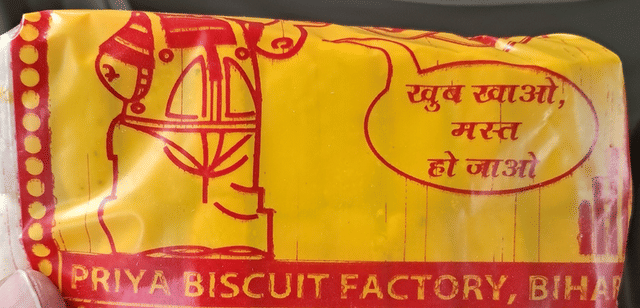 खुब खाओ,
मस्त
हो जाओ
PRIYA BISCUIT FACTORY, BIHAR